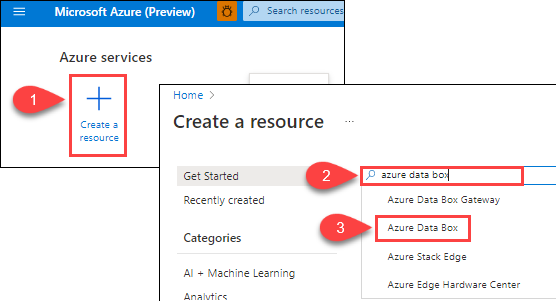 Microsoft Azure (Preview)
Search resources
Azure services
1
Create a
resource
Home >
Create a resource ...
Get Started
2
azure data box
Recently created
Azure Data Box Gateway
3
Azure Data Box
Categories
Azure Stack Edge
AI + Machine Learning
Azure Edge Hardware Center
Analytics